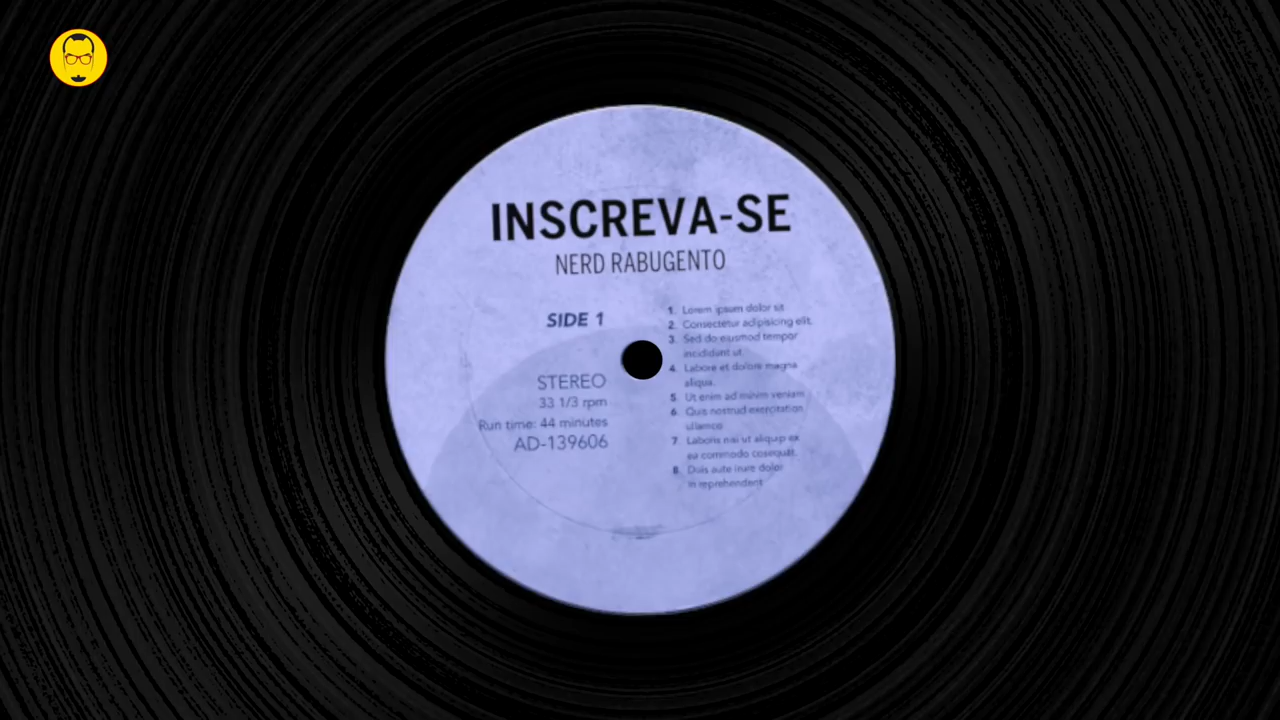 INSCREVA-SE
NERD RABUGENTO
SIDE 1
STEREO
33 1/3 rpm
Run time: 44 minutes
AD-139606
1. Lorem ipsum dolor sit
2. Consectetur adipisicing elit,
3. Sed do eiusmod tempor
incididunt ut
4. Labore et dolore magna
aliqua.
5. Ut enim ad minim veniam
6. Quis nostrud exercitation
ullamco
7. Laboris nisi ut aliquip ex
ea commodo cosequat.
8. Duis aute irure dolor
in reprehenderit